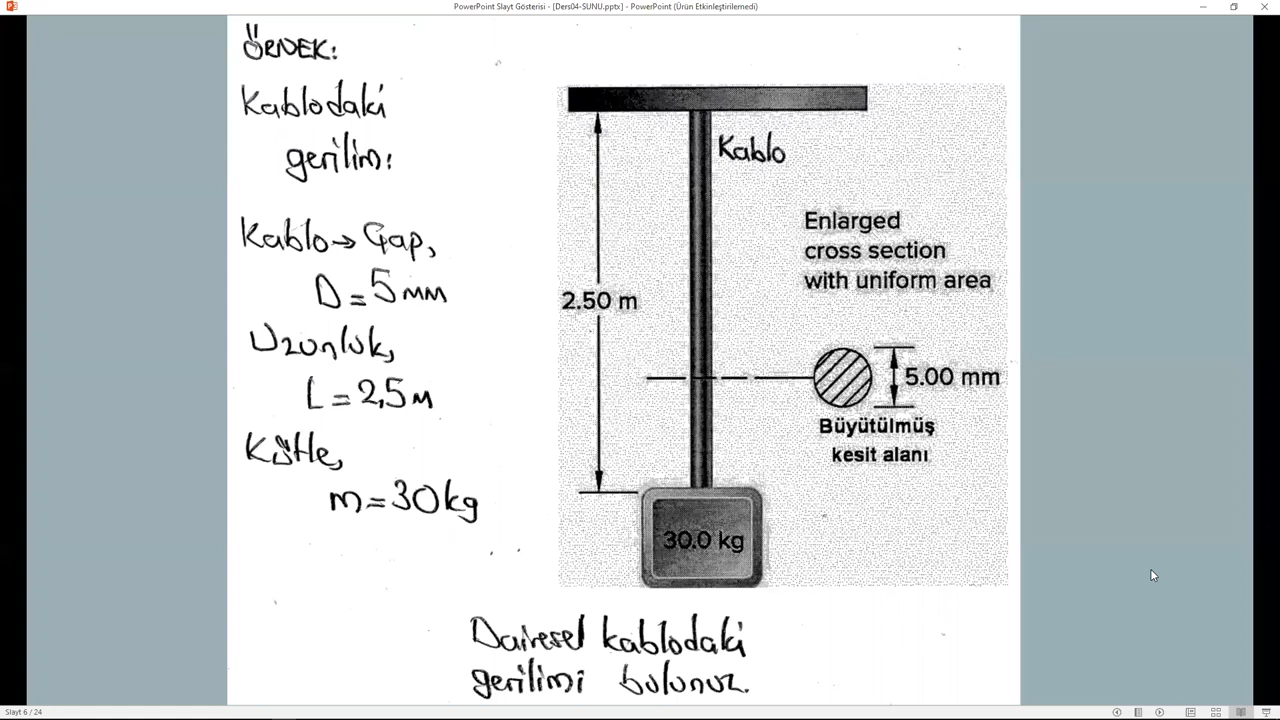 PowerPoint Slayt Gösterisi - [Ders04-SUNU.pptx] - PowerPoint (Ürün Etkinleştirilemedi)
ÖRNEK:
Kablodaki
gerilim:
Kablo→ Çap,
D = 5 mm
Uzunluk,
L = 2,5 m
Kütle,
m = 30 kg
Kablo
Enlarged
cross section
with uniform area
2.50 m
5.00 mm
Büyütülmüş
kesit alanı
30.0 kg
Dairesel kablodaki
gerilimi bulunuz.
Slayt 6 / 24